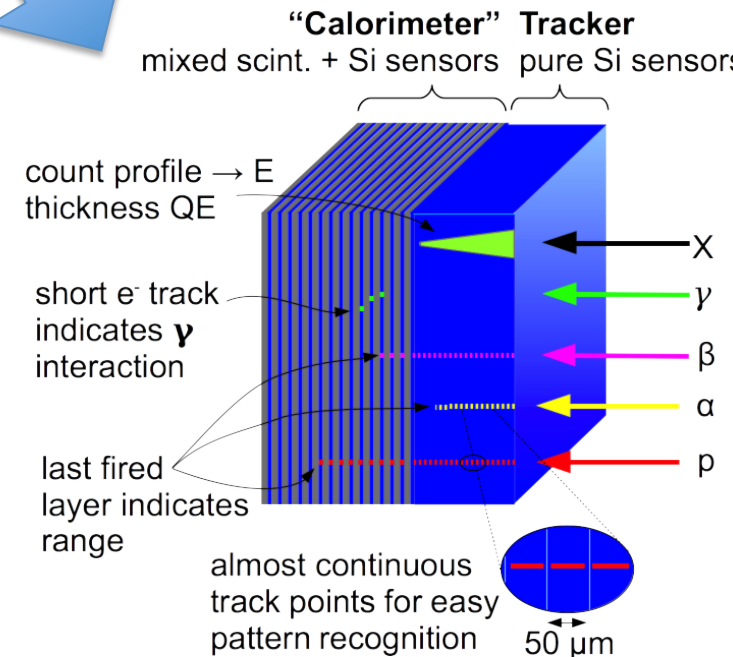 “Calorimeter” Tracker
mixed scint. + Si sensors pure Si sensors
count profile → E
thickness QE
X
γ
short e⁻ track
indicates γ
interaction
β
α
p
last fired
layer indicates
range
almost continuous
track points for easy
pattern recognition
50 μm